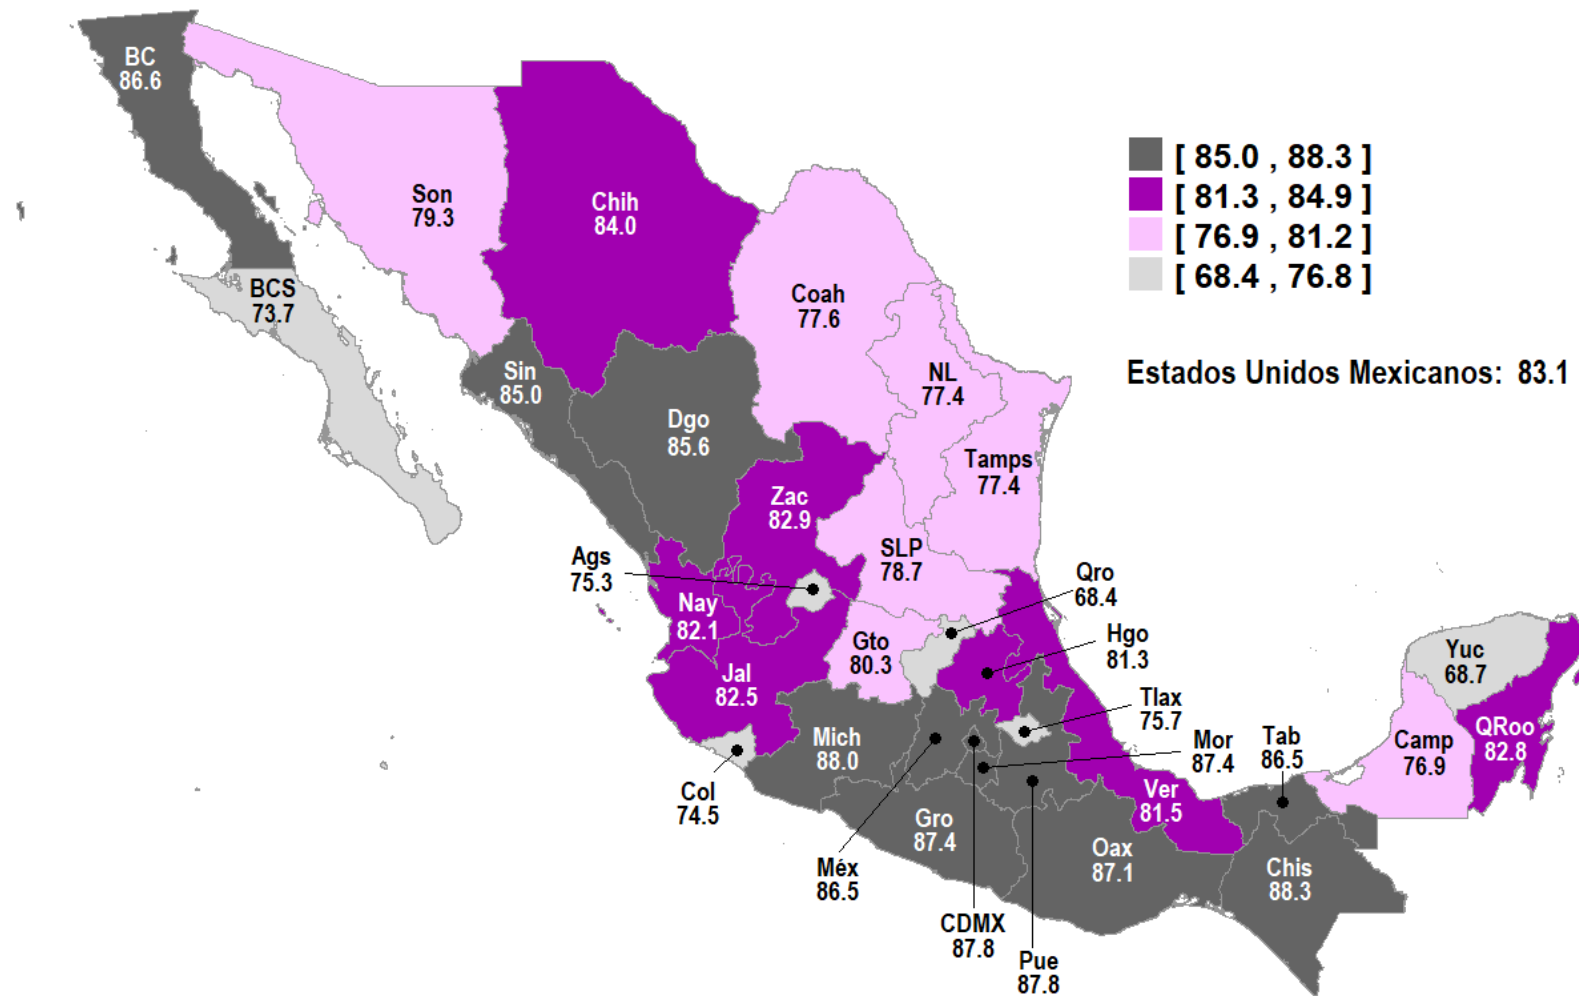 BC
86.6
Son
79.3
Chih
84.0
[ 85.0 , 88.3 ]
[ 81.3 , 84.9 ]
[ 76.9 , 81.2 ]
[ 68.4 , 76.8 ]
Estados Unidos Mexicanos: 83.1
BCS
73.7
Coah
77.6
Sin
85.0
NL
77.4
Dgo
85.6
Tamps
77.4
Zac
82.9
SLP
78.7
Ags
75.3
Qro
68.4
Nay
82.1
Gto
80.3
Hgo
81.3
Yuc
68.7
Jal
82.5
Tlax
75.7
Mich
88.0
Mor
87.4
Tab
86.5
Camp
76.9
QRoo
82.8
Col
74.5
Ver
81.5
Gro
87.4
Oax
87.1
Méx
86.5
Chis
88.3
CDMX
87.8
Pue
87.8